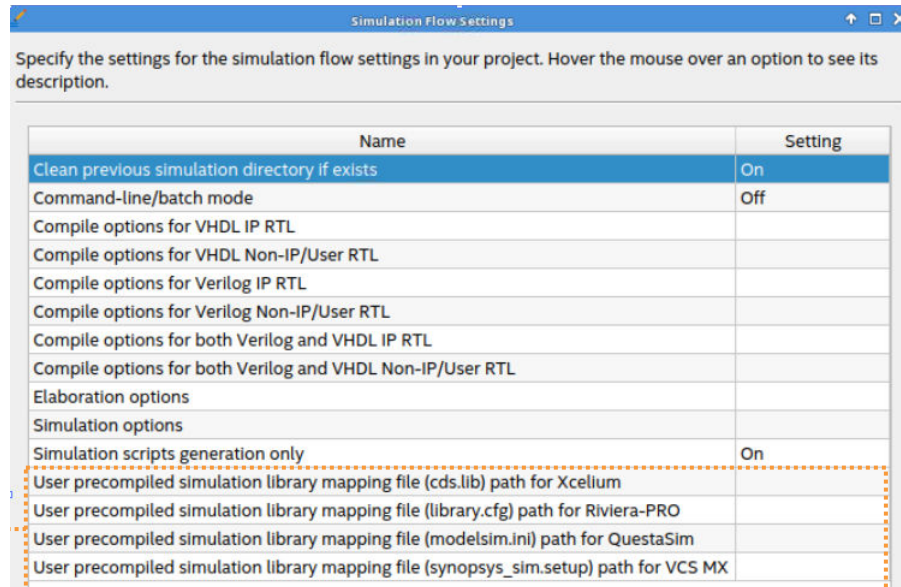 Simulation Flow Settings
Specify the settings for the simulation flow settings in your project. Hover the mouse over an option to see its
description.
Name Setting
Clean previous simulation directory if exists On
Command-line/batch mode Off
Compile options for VHDL IP RTL
Compile options for VHDL Non-IP/User RTL
Compile options for Verilog IP RTL
Compile options for Verilog Non-IP/User RTL
Compile options for both Verilog and VHDL IP RTL
Compile options for both Verilog and VHDL Non-IP/User RTL
Elaboration options
Simulation options
Simulation scripts generation only On
User precompiled simulation library mapping file (cds.lib) path for Xcelium
User precompiled simulation library mapping file (library.cfg) path for Riviera-PRO
User precompiled simulation library mapping file (modelsim.ini) path for QuestaSim
User precompiled simulation library mapping file (synopsys_sim.setup) path for VCS MX